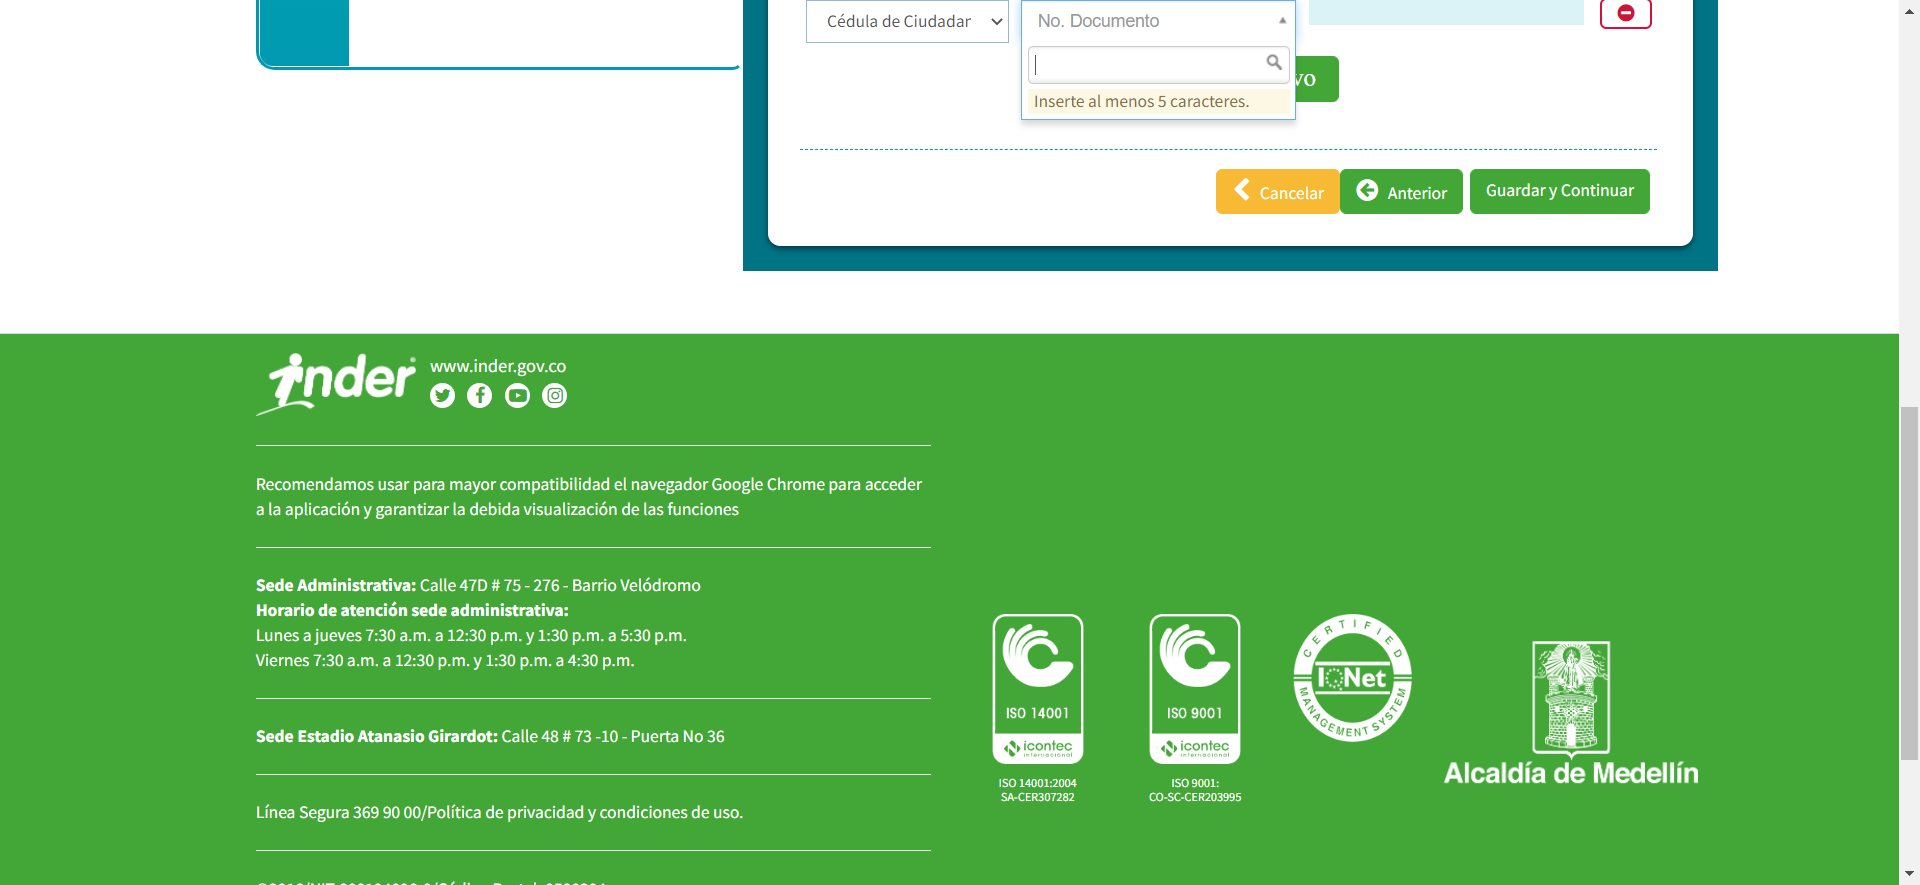 Cédula de Ciudadar
No. Documento
vo
Inserte al menos 5 caracteres.
Cancelar
Anterior
Guardar y Continuar
inder
www.inder.gov.co
Recomendamos usar para mayor compatibilidad el navegador Google Chrome para acceder
a la aplicación y garantizar la debida visualización de las funciones
Sede Administrativa: Calle 47D # 75 - 276 - Barrio Velódromo
Horario de atención sede administrativa:
Lunes a jueves 7:30 a.m. a 12:30 p.m. y 1:30 p.m. a 5:30 p.m.
Viernes 7:30 a.m. a 12:30 p.m. y 1:30 p.m. a 4:30 p.m.
Sede Estadio Atanasio Girardot: Calle 48 # 73 -10 - Puerta No 36
Línea Segura 369 90 00/Política de privacidad y condiciones de uso.
ISO 14001
icontec
internacional
ISO 14001:2004
SA-CER307282
ISO 9001
icontec
internacional
ISO 9001:
CO-SC-CER203995
CERTIFIED
IQNet
MANAGEMENT SYSTEM
Alcaldía de Medellín